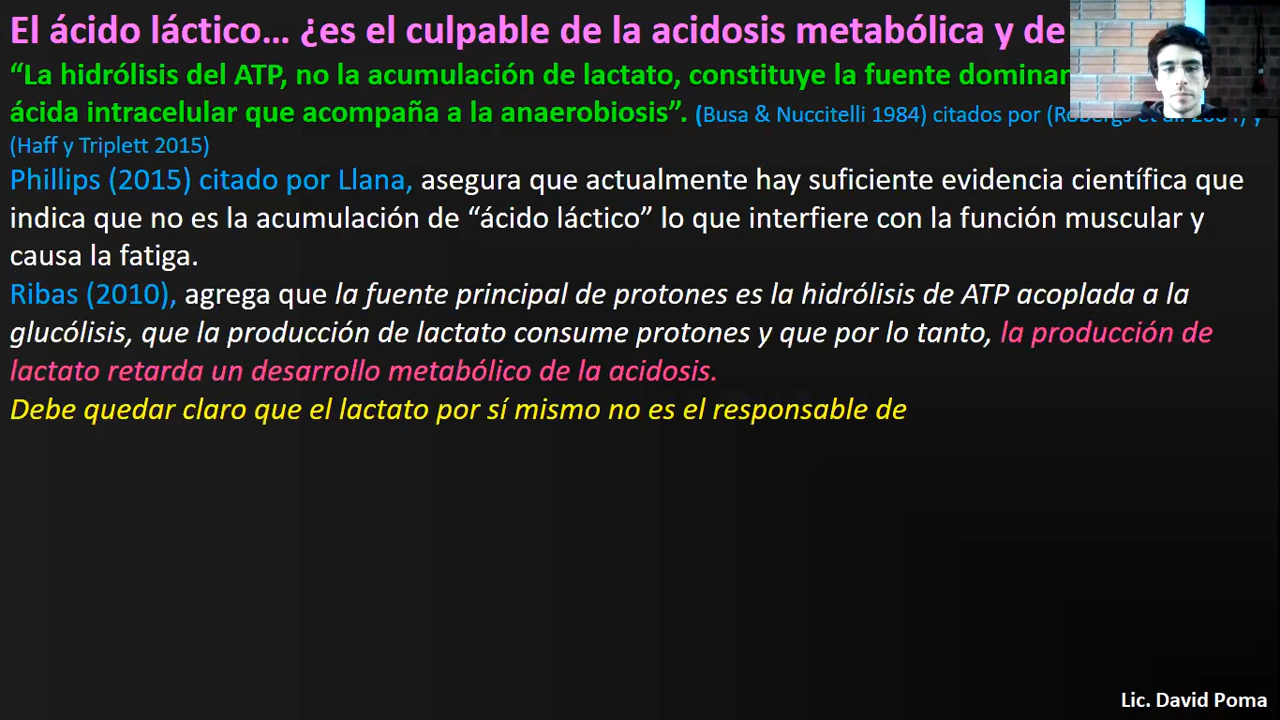 El ácido láctico… ¿es el culpable de la acidosis metabólica y de
“La hidrólisis del ATP, no la acumulación de lactato, constituye la fuente
ácida intracelular que acompaña a la anaerobiosis”. (Busa & Nuccitelli 1984) citados por
(Haff y Triplett 2015)
Phillips (2015) citado por Llana, asegura que actualmente hay suficiente evidencia científica que
indica que no es la acumulación de “ácido láctico” lo que interfiere con la función muscular y
causa la fatiga.
Ribas (2010), agrega que la fuente principal de protones es la hidrólisis de ATP acoplada a la
glucólisis, que la producción de lactato consume protones y que por lo tanto, la producción de
lactato retarda un desarrollo metabólico de la acidosis.
Debe quedar claro que el lactato por sí mismo no es el responsable de
Lic. David Poma